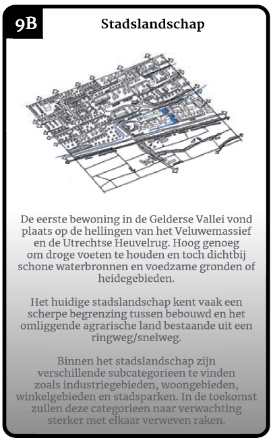 9B
Stadslandschap
De eerste bewoning in de Gelderse Vallei vond
plaats op de hellingen van het Veluwemassief
en de Utrechtse Heuvelrug. Hoog genoeg
om droge voeten te houden en toch dichtbij
schone waterbronnen en voedzame gronden of
heidegebieden.
Het huidige stadslandschap kent vaak een
scherpe begrenzing tussen bebouwd en het
omliggende agrarische land bestaande uit een
ringweg/snelweg.
Binnen het stadslandschap zijn
verschillende subcategorieen te vinden
zoals industriegebieden, woongebieden,
winkelgebieden en stadsparken. In de toekomst
zullen deze categorieen naar verwachting
sterker met elkaar verweven raken.